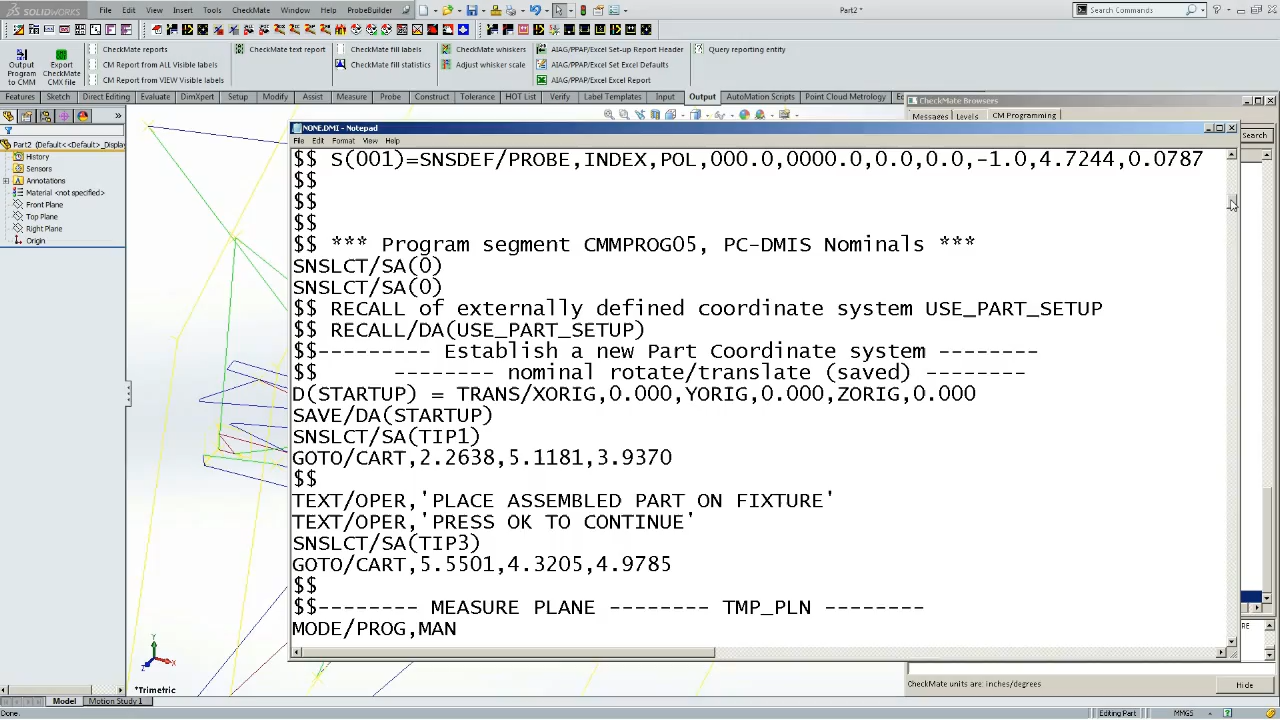 File Edit View Insert Tools CheckMate Window Help ProbeBuilder
Part2 *
Search Commands
Output Program to CMM
Export CheckMate CMX file
CheckMate reports
CM Report from ALL Visible labels
CM Report from VIEW Visible labels
CheckMate text report
CheckMate fill labels
CheckMate fill statistics
CheckMate whiskers
Adjust whisker scale
AIAG/PPAP/Excel Set-up Report Header
AIAG/PPAP/Excel Set Excel Defaults
AIAG/PPAP/Excel Excel Report
Query reporting entity
Features Sketch Direct Editing Evaluate DimXpert Setup Modify Assist Measure Probe Construct Tolerance HOT List Verify Label Templates Input Output AutoMation Scripts Point Cloud Metrology
CheckMate Browsers
Messages Levels CM Programming
Search
Part2 (Default<<Default>_Display
History
Sensors
Annotations
Material <not specified>
Front Plane
Top Plane
Right Plane
Origin
NONE.DMI - Notepad
File Edit Format View Help
$$ S(001)=SNSDEF/PROBE,INDEX,POL,000.0,0000.0,0.0,0.0,-1.0,4.7244,0.0787
$$
$$
$$
$$ *** Program segment CMMPROG05, PC-DMIS Nominals ***
SNSLCT/SA(0)
SNSLCT/SA(0)
$$ RECALL of externally defined coordinate system USE_PART_SETUP
$$ RECALL/DA(USE_PART_SETUP)
$$--------- Establish a new Part Coordinate system --------
$$ -------- nominal rotate/translate (saved) --------
D(STARTUP) = TRANS/XORIG,0.000,YORIG,0.000,ZORIG,0.000
SAVE/DA(STARTUP)
SNSLCT/SA(TIP1)
GOTO/CART,2.2638,5.1181,3.9370
$$
TEXT/OPER,'PLACE ASSEMBLED PART ON FIXTURE'
TEXT/OPER,'PRESS OK TO CONTINUE'
SNSLCT/SA(TIP3)
GOTO/CART,5.5501,4.3205,4.9785
$$
$$-------- MEASURE PLANE -------- TMP_PLN --------
MODE/PROG,MAN
Y
X
Z
*Trimetric
CheckMate units are: inches/degrees
Hide
Model Motion Study 1
Done.
Editing Part
MMGS